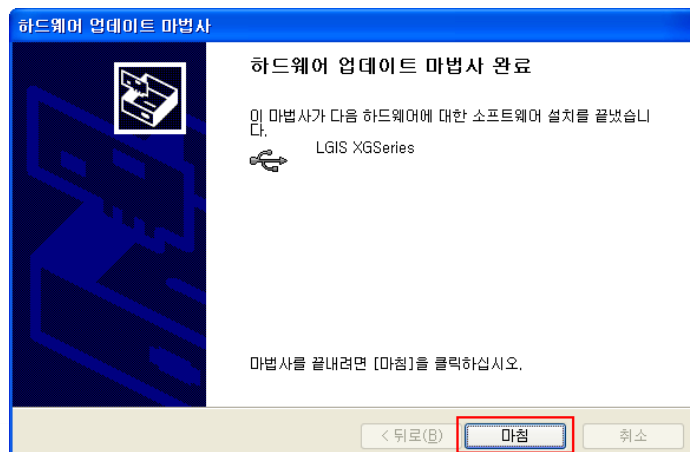 하드웨어 업데이트 마법사
하드웨어 업데이트 마법사 완료
이 마법사가 다음 하드웨어에 대한 소프트웨어 설치를 끝냈습니
다.
LGIS XGSeries
마법사를 끝내려면 [마침]을 클릭하십시오.
< 뒤로(B) 마침 취소